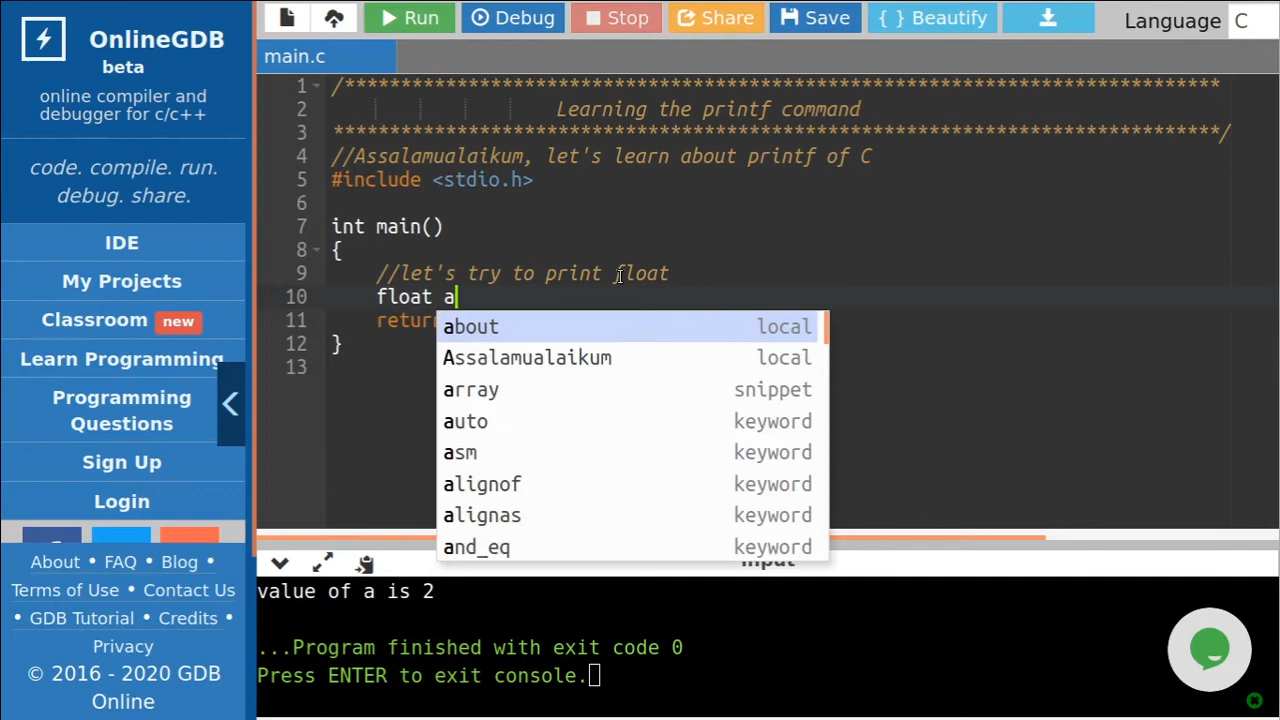 OnlineGDB
beta
online compiler and
debugger for c/c++
code. compile. run.
debug. share.
IDE
My Projects
Classroom new
Learn Programming
Programming
Questions
Sign Up
Login
About • FAQ • Blog •
Terms of Use • Contact Us
• GDB Tutorial • Credits •
Privacy
© 2016 - 2020 GDB
Online
Run Debug Stop Share Save { } Beautify Language C
main.c
1 /*******************************************************************************
2 Learning the printf command
3 ********************************************************************************/
4 //Assalamualaikum, let's learn about printf of C
5 #include <stdio.h>
6
7 int main()
8 {
9 //let's try to print float
10 float a
11 return
12 }
13
about local
Assalamualaikum local
array snippet
auto keyword
asm keyword
alignof keyword
alignas keyword
and_eq keyword
input
value of a is 2
...Program finished with exit code 0
Press ENTER to exit console.